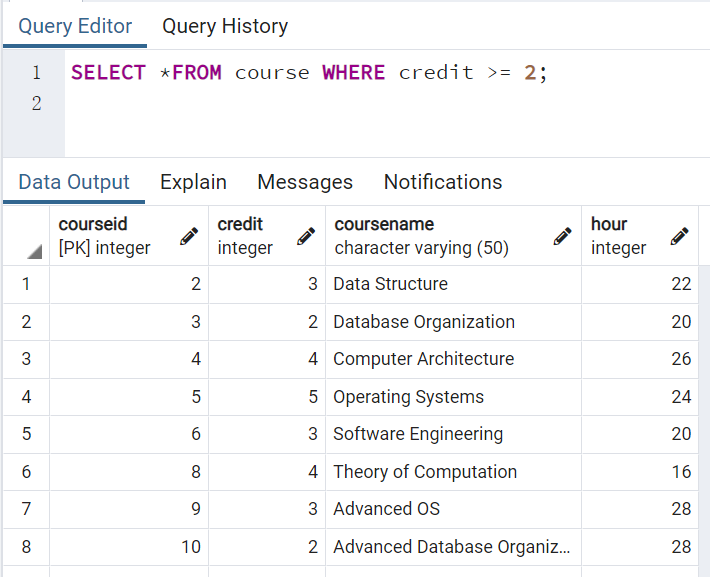 Query Editor Query History
1 SELECT *FROM course WHERE credit >= 2;
2
Data Output Explain Messages Notifications
courseid credit coursename hour
[PK] integer integer character varying (50) integer
1 2 3 Data Structure 22
2 3 2 Database Organization 20
3 4 4 Computer Architecture 26
4 5 5 Operating Systems 24
5 6 3 Software Engineering 20
6 8 4 Theory of Computation 16
7 9 3 Advanced OS 28
8 10 2 Advanced Database Organiz... 28